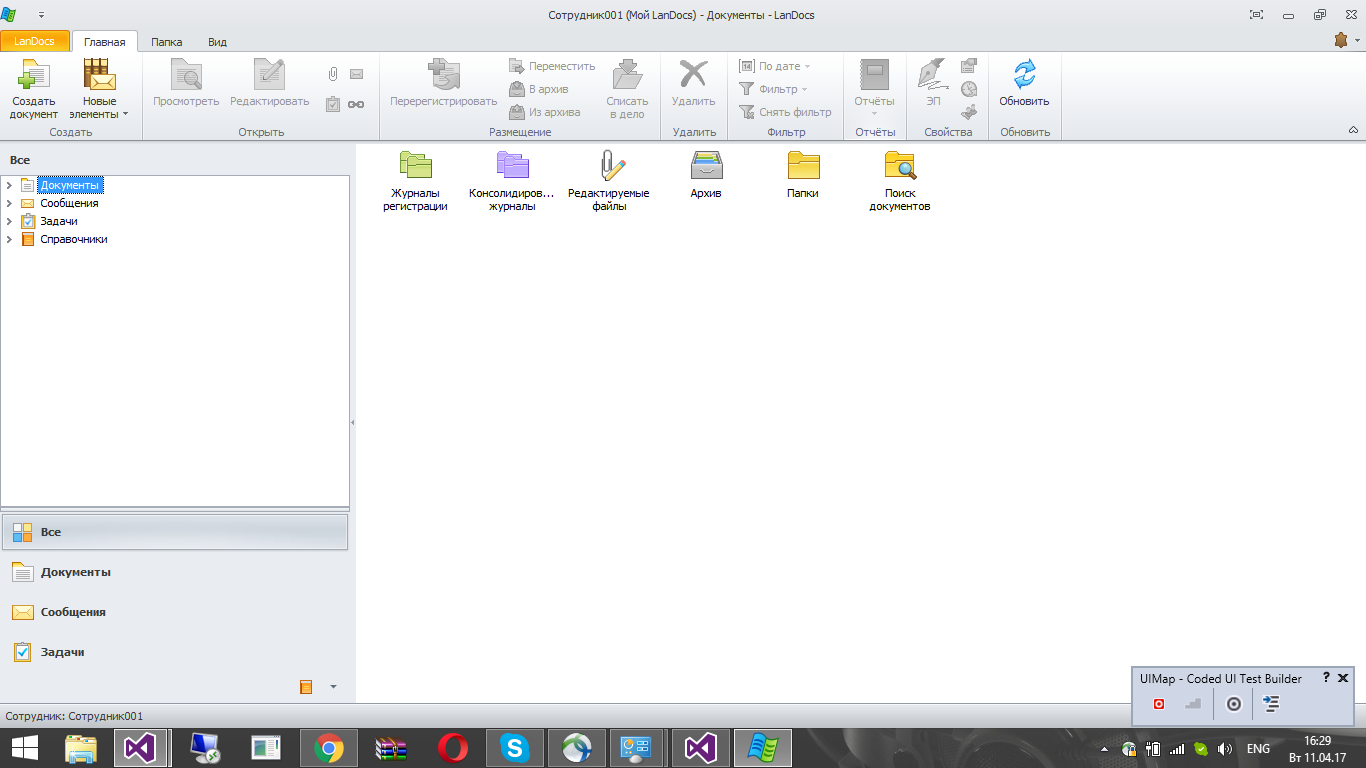 Сотрудник001 (Мой LanDocs) - Документы - LanDocs
LanDocs Главная Папка Вид
Создать документ
Новые элементы
Создать
Просмотреть
Редактировать
Открыть
Перерегистрировать
Переместить
В архив
Из архива
Списать в дело
Размещение
Удалить
Удалить
14 По дате
Фильтр
Снять фильтр
Фильтр
Отчёты
Отчёты
ЭП
Свойства
Обновить
Обновить
Все
Документы
Сообщения
Задачи
Справочники
Журналы регистрации
Консолидиров... журналы
Редактируемые файлы
Архив
Папки
Поиск документов
Все
Документы
Сообщения
Задачи
UIMap - Coded UI Test Builder ?
Сотрудник: Сотрудник001
ENG
16:29
Вт 11.04.17